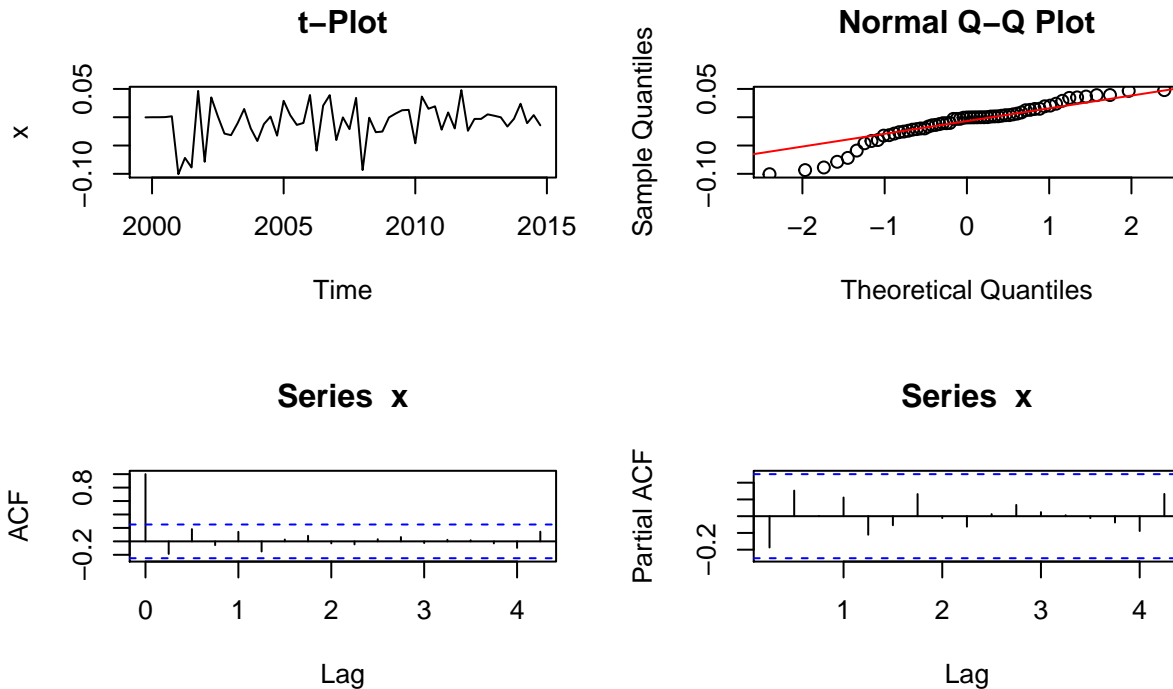 t−Plot
x
0.05
−0.10
2000 2005 2010 2015
Time
Normal Q−Q Plot
Sample Quantiles
0.05
−0.10
−2 −1 0 1 2
Theoretical Quantiles
Series x
ACF
0.8
−0.2
0 1 2 3 4
Lag
Series x
Partial ACF
−0.2
1 2 3 4
Lag